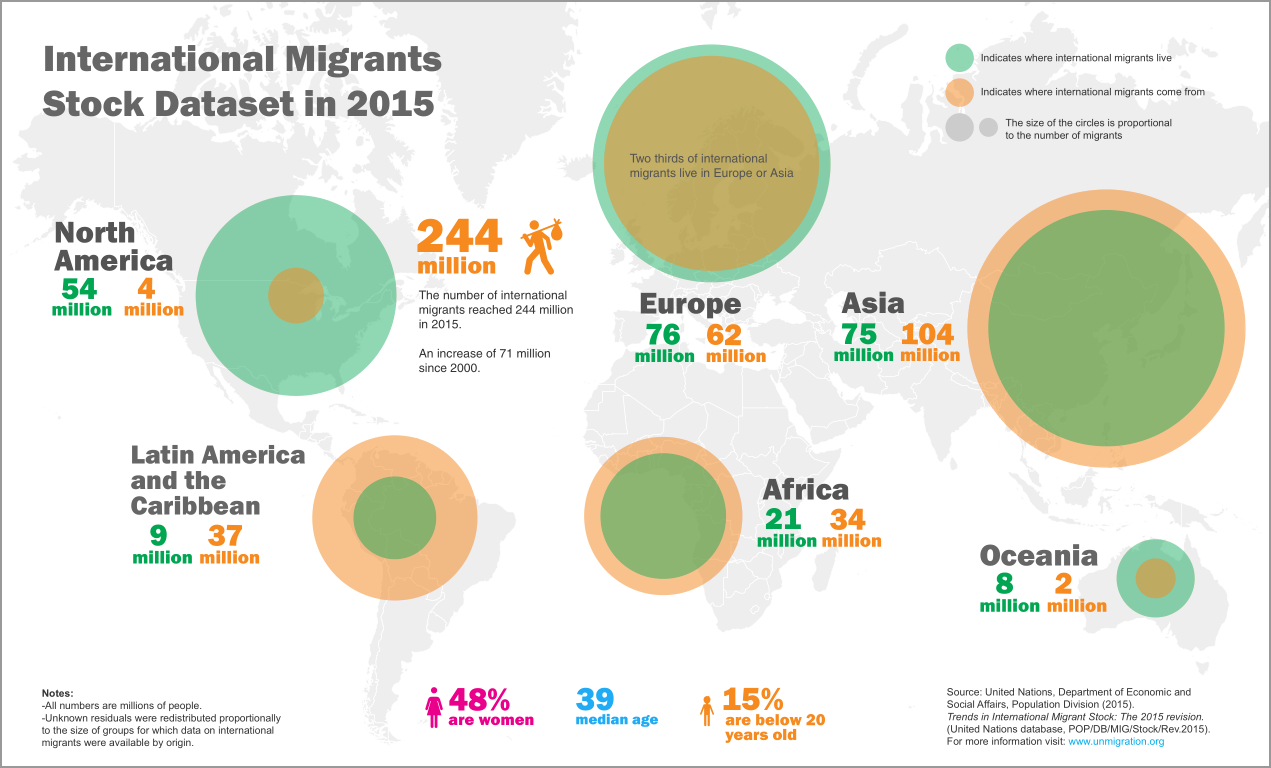 International Migrants
Stock Dataset in 2015
Indicates where international migrants live
Indicates where international migrants come from
The size of the circles is proportional
to the number of migrants
Two thirds of international
migrants live in Europe or Asia
North
America
54 4
million million
244
million
The number of international
migrants reached 244 million
in 2015.
An increase of 71 million
since 2000.
Europe
76 62
million million
Asia
75 104
million million
Latin America
and the
Caribbean
9 37
million million
Africa
21 34
million million
Oceania
8 2
million million
Notes:
-All numbers are millions of people.
-Unknown residuals were redistributed proportionally
to the size of groups for which data on international
migrants were available by origin.
48%
are women
39
median age
15%
are below 20
years old
Source: United Nations, Department of Economic and
Social Affairs, Population Division (2015).
Trends in International Migrant Stock: The 2015 revision.
(United Nations database, POP/DB/MIG/Stock/Rev.2015).
For more information visit: www.unmigration.org